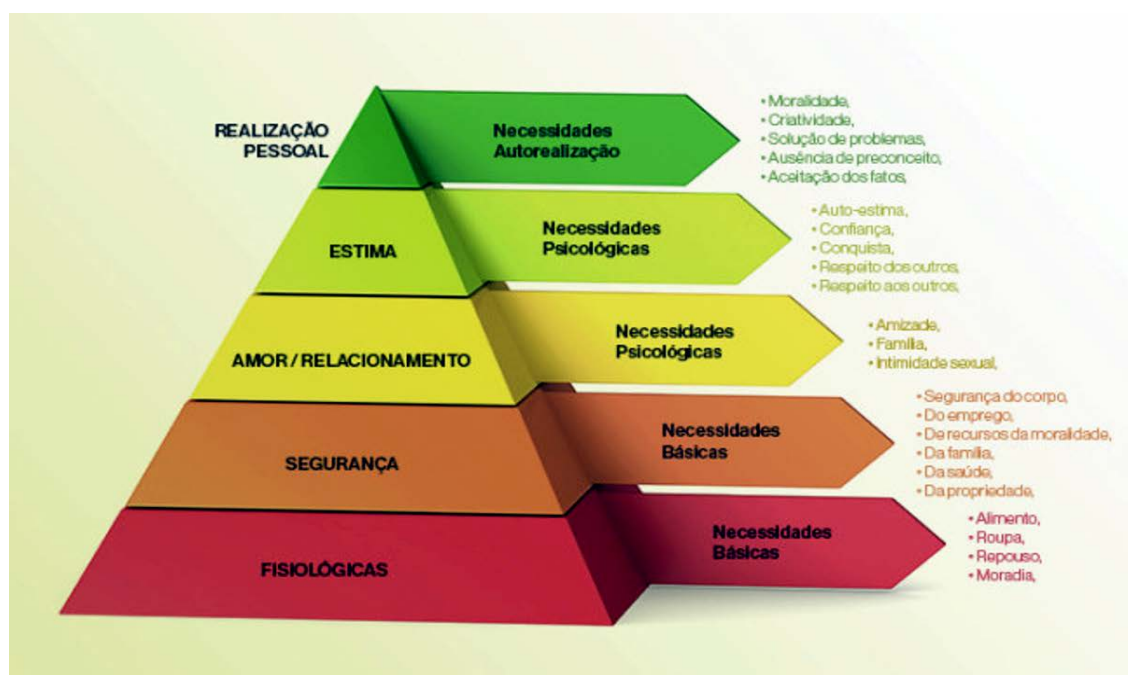 REALIZAÇÃO
PESSOAL
Necessidades
Autorealização
• Moralidade,
• Criatividade,
• Solução de problemas,
• Ausência de preconceito,
• Aceitação dos fatos,
ESTIMA
Necessidades
Psicológicas
• Auto-estima,
• Confiança,
• Conquista,
• Respeito dos outros,
• Respeito aos outros,
AMOR / RELACIONAMENTO
Necessidades
Psicológicas
• Amizade,
• Família,
• Intimidade sexual,
SEGURANÇA
Necessidades
Básicas
• Segurança do corpo,
• Do emprego,
• De recursos da moralidade,
• Da família,
• Da saúde,
• Da propriedade,
FISIOLÓGICAS
Necessidades
Básicas
• Alimento,
• Roupa,
• Repouso,
• Moradia,